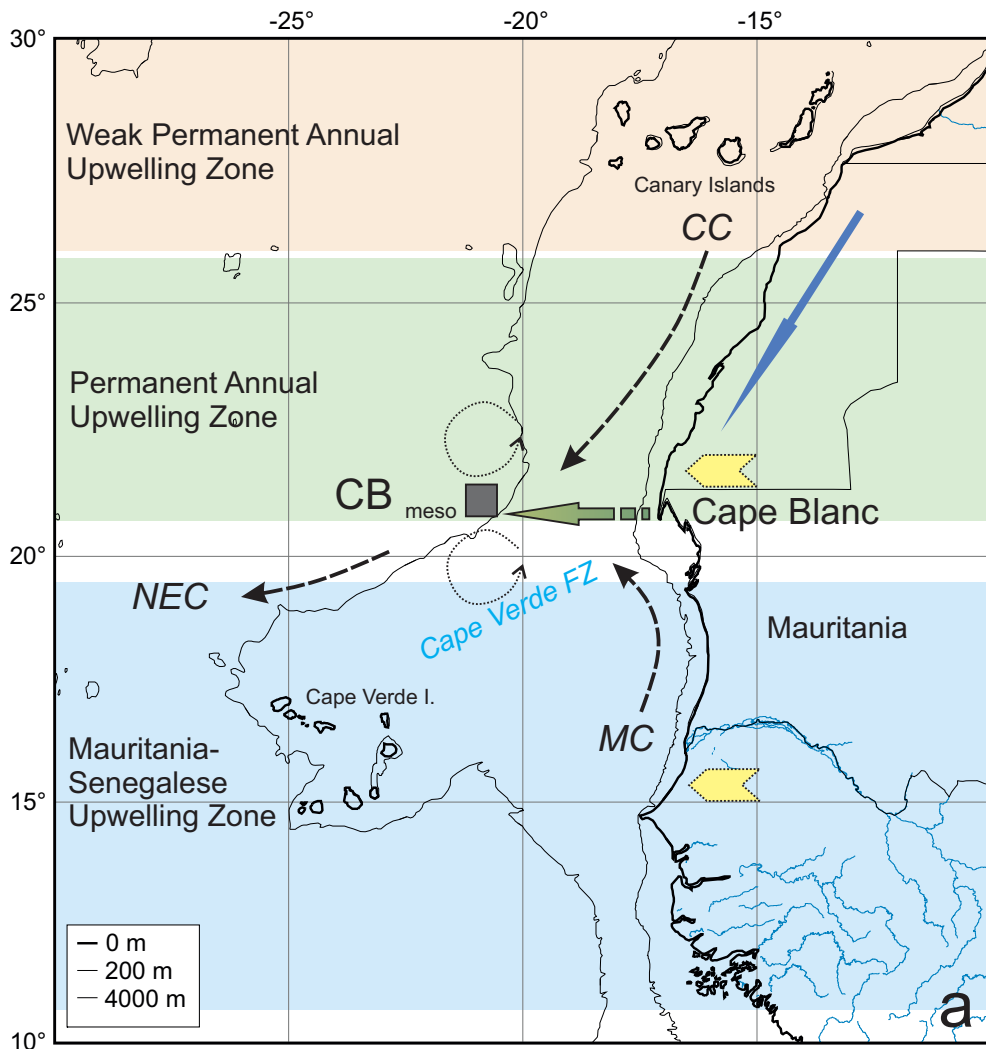 -25°
-20°
-15°
30°
Weak Permanent Annual
Upwelling Zone
Canary Islands
CC
25°
Permanent Annual
Upwelling Zone
CB meso
Cape Blanc
20°
NEC
Cape Verde FZ
Mauritania
Cape Verde I.
MC
Mauritania-
Senegalese
Upwelling Zone
15°
0 m
200 m
4000 m
a
10°